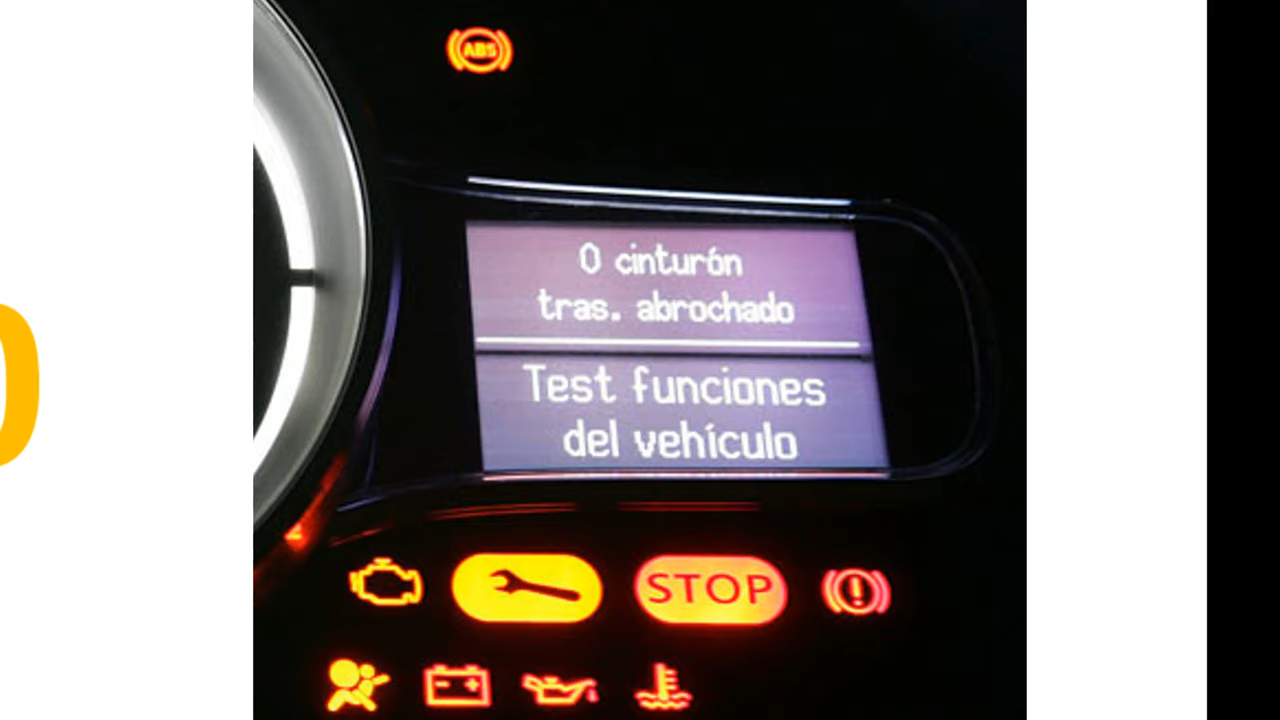 ABS
0 cinturón
tras. abrochado
Test funciones
del vehículo
STOP